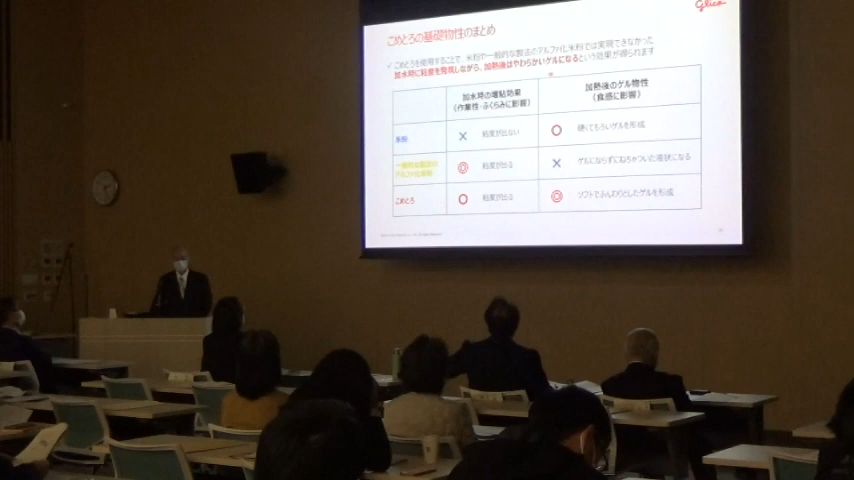 Glico
こめとろの基礎物性のまとめ
✓ こめとろを使用することで、米粉や一般的な製法のアルファ化米粉では実現できなかった
加水時に粘度を発現しながら、加熱後はやわらかいゲルになるという効果が得られます
加水時の増粘効果
（作業性・ふくらみに影響）
加熱後のゲル物性
（食感に影響）
米粉
× 粘度が出ない
○ 硬くてもろいゲルを形成
一般的な製法の
アルファ化米粉
◎ 粘度が出る
× ゲルにならずにねちゃついた液状になる
こめとろ
○ 粘度が出る
◎ ソフトでふんわりとしたゲルを形成